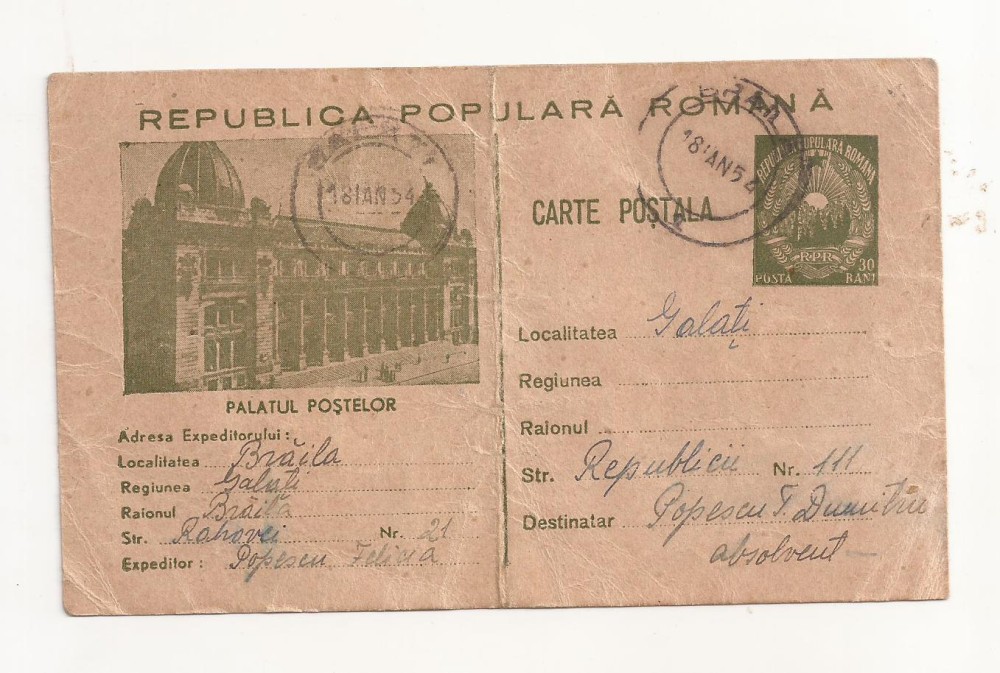 REPUBLICA POPULARĂ ROMÂNĂ
18 IAN 54
18 IAN 54
REPUBLICA POPULARĂ ROMÂNĂ
RPR
30
POSTA BANI
CARTE POȘTALA
PALATUL POȘTELOR
Adresa Expeditorului:
Localitatea Brăila
Regiunea Galați
Raionul Brăila
Str. Rahovei Nr. 21
Expeditor: Popescu Felicia
Localitatea Galați
Regiunea
Raionul
Str. Republicii Nr. 111
Destinatar Popescu T. Dumitru
absolvent